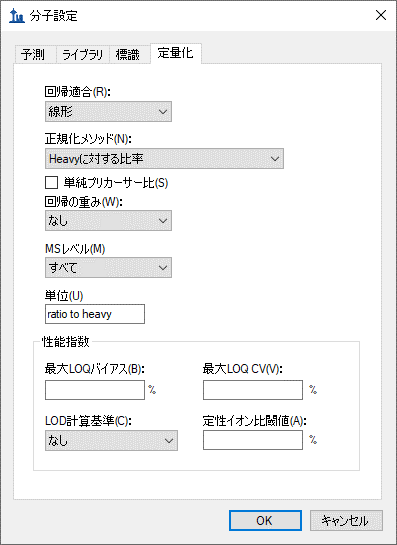 分子設定
予測 ライブラリ 標識 定量化
回帰適合(R):
線形
正規化メソッド(N):
Heavyに対する比率
単純プリカーサー比(S)
回帰の重み(W):
なし
MSレベル(M)
すべて
単位(U)
ratio to heavy
性能指数
最大LOQバイアス(B): 最大LOQ CV(V):
% %
LOD計算基準(C): 定性イオン比閾値(A):
なし %
OK キャンセル